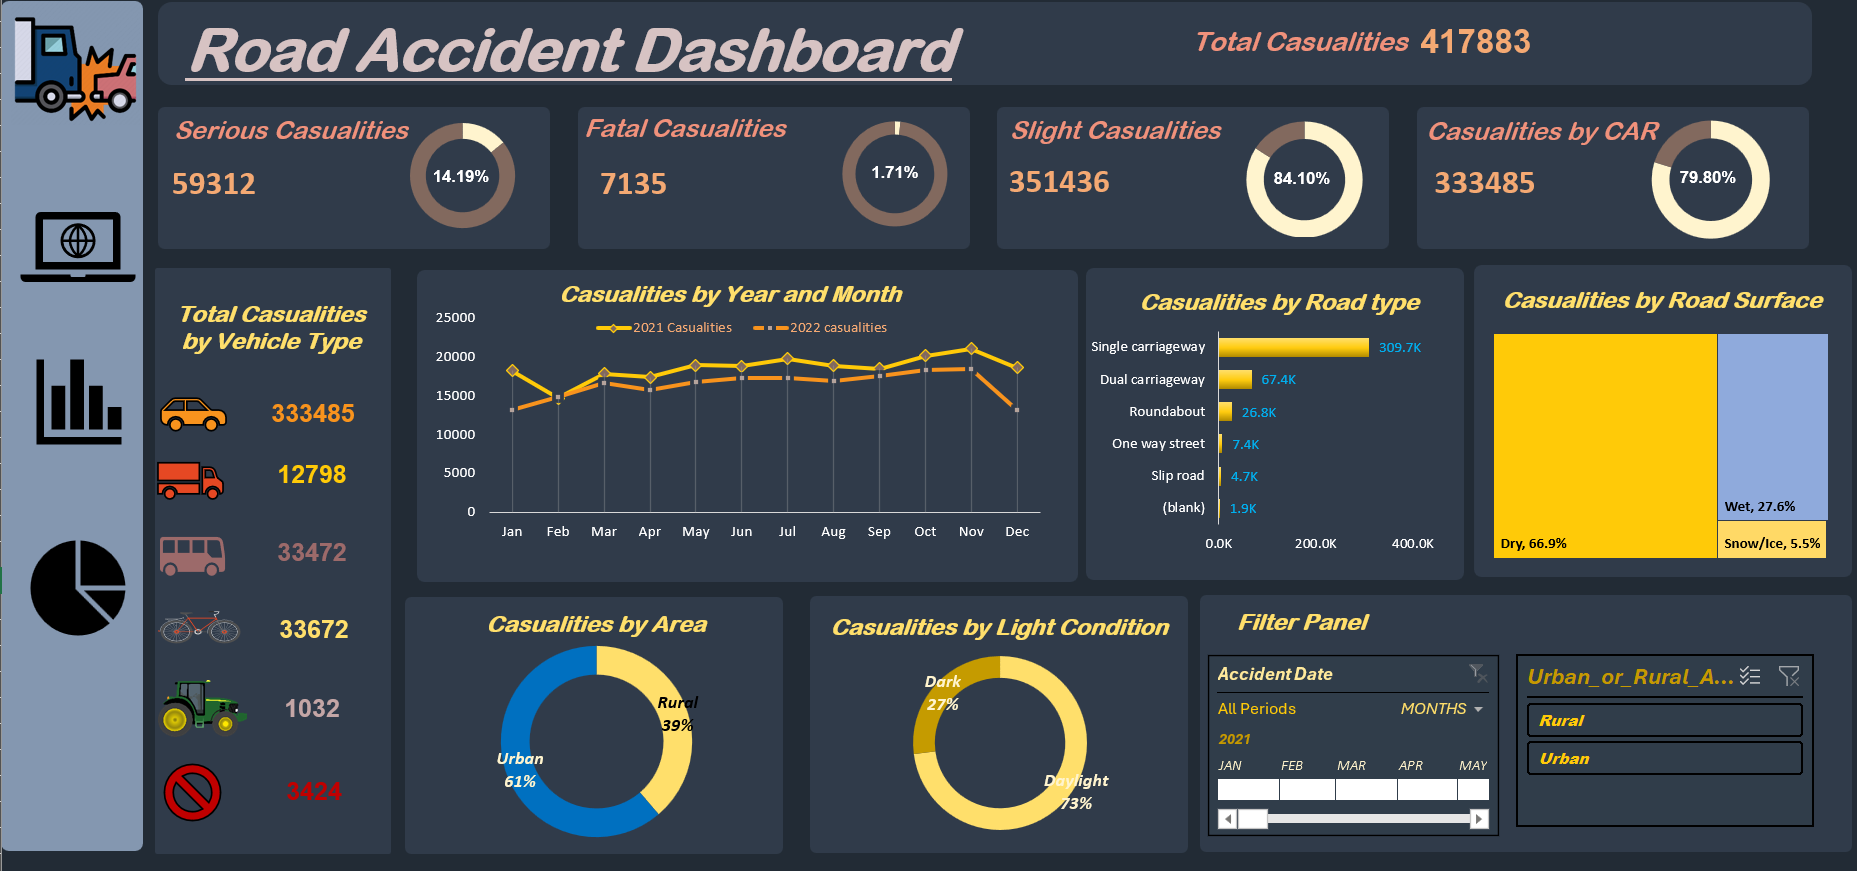 Road Accident Dashboard
Total Casualities 417883
Serious Casualities
59312
14.19%
Fatal Casualities
7135
1.71%
Slight Casualities
351436
84.10%
Casualities by CAR
333485
79.80%
Total Casualities
by Vehicle Type
333485
12798
33472
33672
1032
3424
Casualities by Year and Month
2021 Casualities
2022 casualities
25000
20000
15000
10000
5000
0
Jan Feb Mar Apr May Jun Jul Aug Sep Oct Nov Dec
Casualities by Road type
Single carriageway 309.7K
Dual carriageway 67.4K
Roundabout 26.8K
One way street 7.4K
Slip road 4.7K
(blank) 1.9K
0.0K 200.0K 400.0K
Casualities by Road Surface
Dry, 66.9%
Wet, 27.6%
Snow/Ice, 5.5%
Casualities by Area
Rural
39%
Urban
61%
Casualities by Light Condition
Dark
27%
Daylight
73%
Filter Panel
Accident Date
All Periods MONTHS
2021
JAN FEB MAR APR MAY
Urban_or_Rural_A...
Rural
Urban